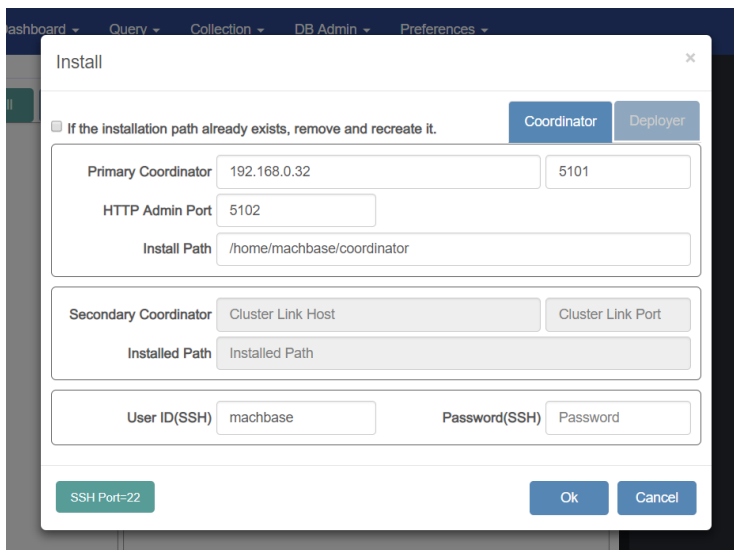 Dashboard Query Collection DB Admin Preferences
Install ×
If the installation path already exists, remove and recreate it.
Coordinator Deployer
Primary Coordinator 192.168.0.32 5101
HTTP Admin Port 5102
Install Path /home/machbase/coordinator
Secondary Coordinator Cluster Link Host Cluster Link Port
Installed Path Installed Path
User ID(SSH) machbase Password(SSH) Password
SSH Port=22 Ok Cancel